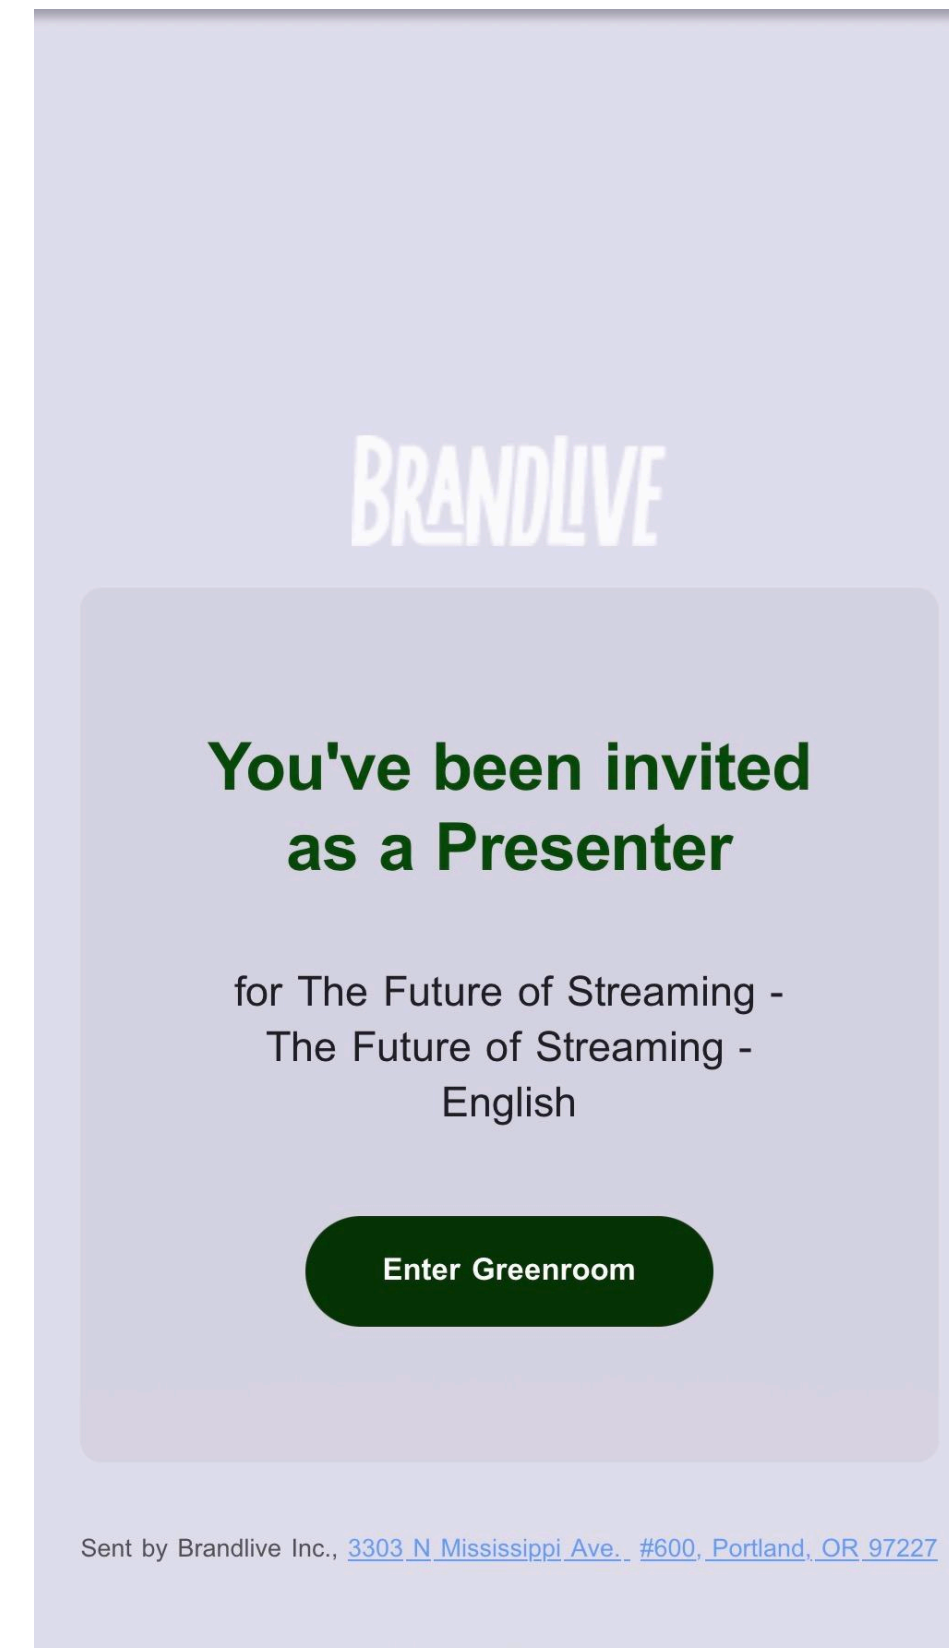 BRANDLIVE
You've been invited
as a Presenter
for The Future of Streaming -
The Future of Streaming -
English
Enter Greenroom
Sent by Brandlive Inc., 3303 N Mississippi Ave. #600, Portland, OR 97227